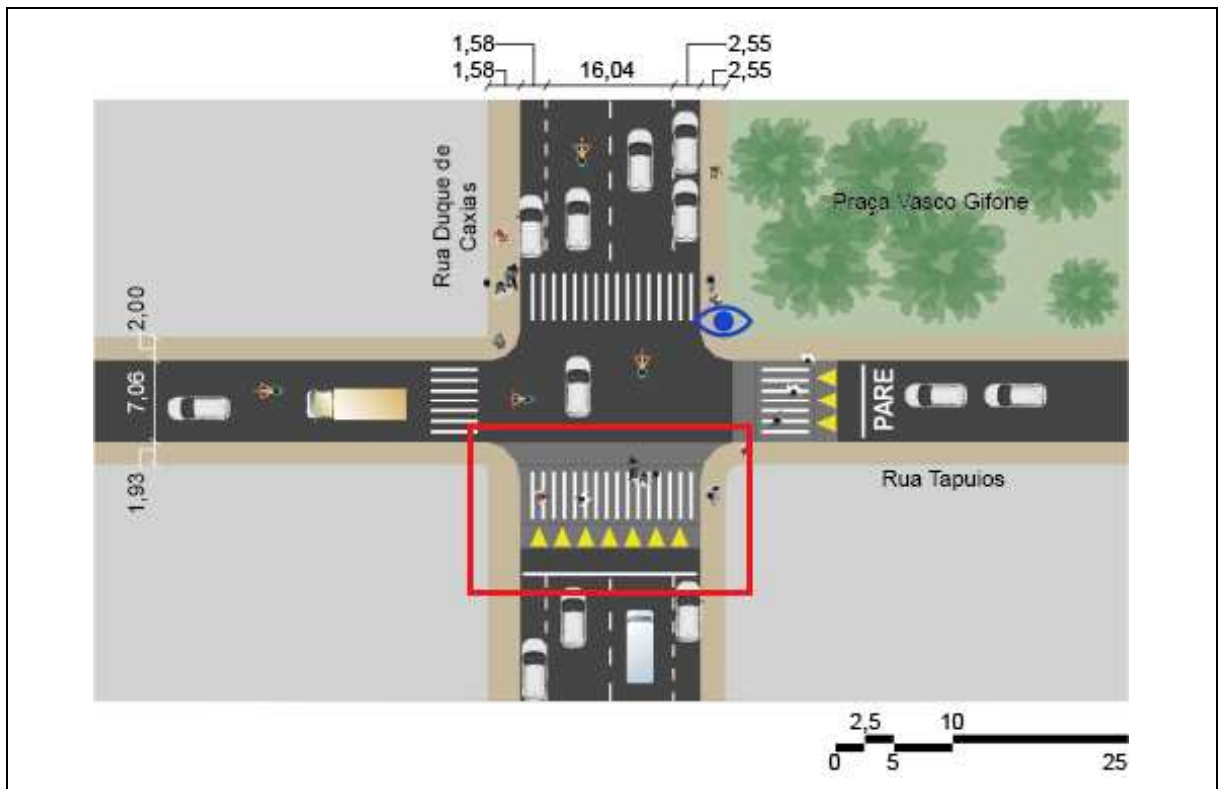 1,58
2,55
1,58
16,04
2,55
Rua Duque de
Caxias
Praça Vasco Gifone
2,00
7,06
1,93
PARE
Rua Tapuios
2,5
10
0
5
25